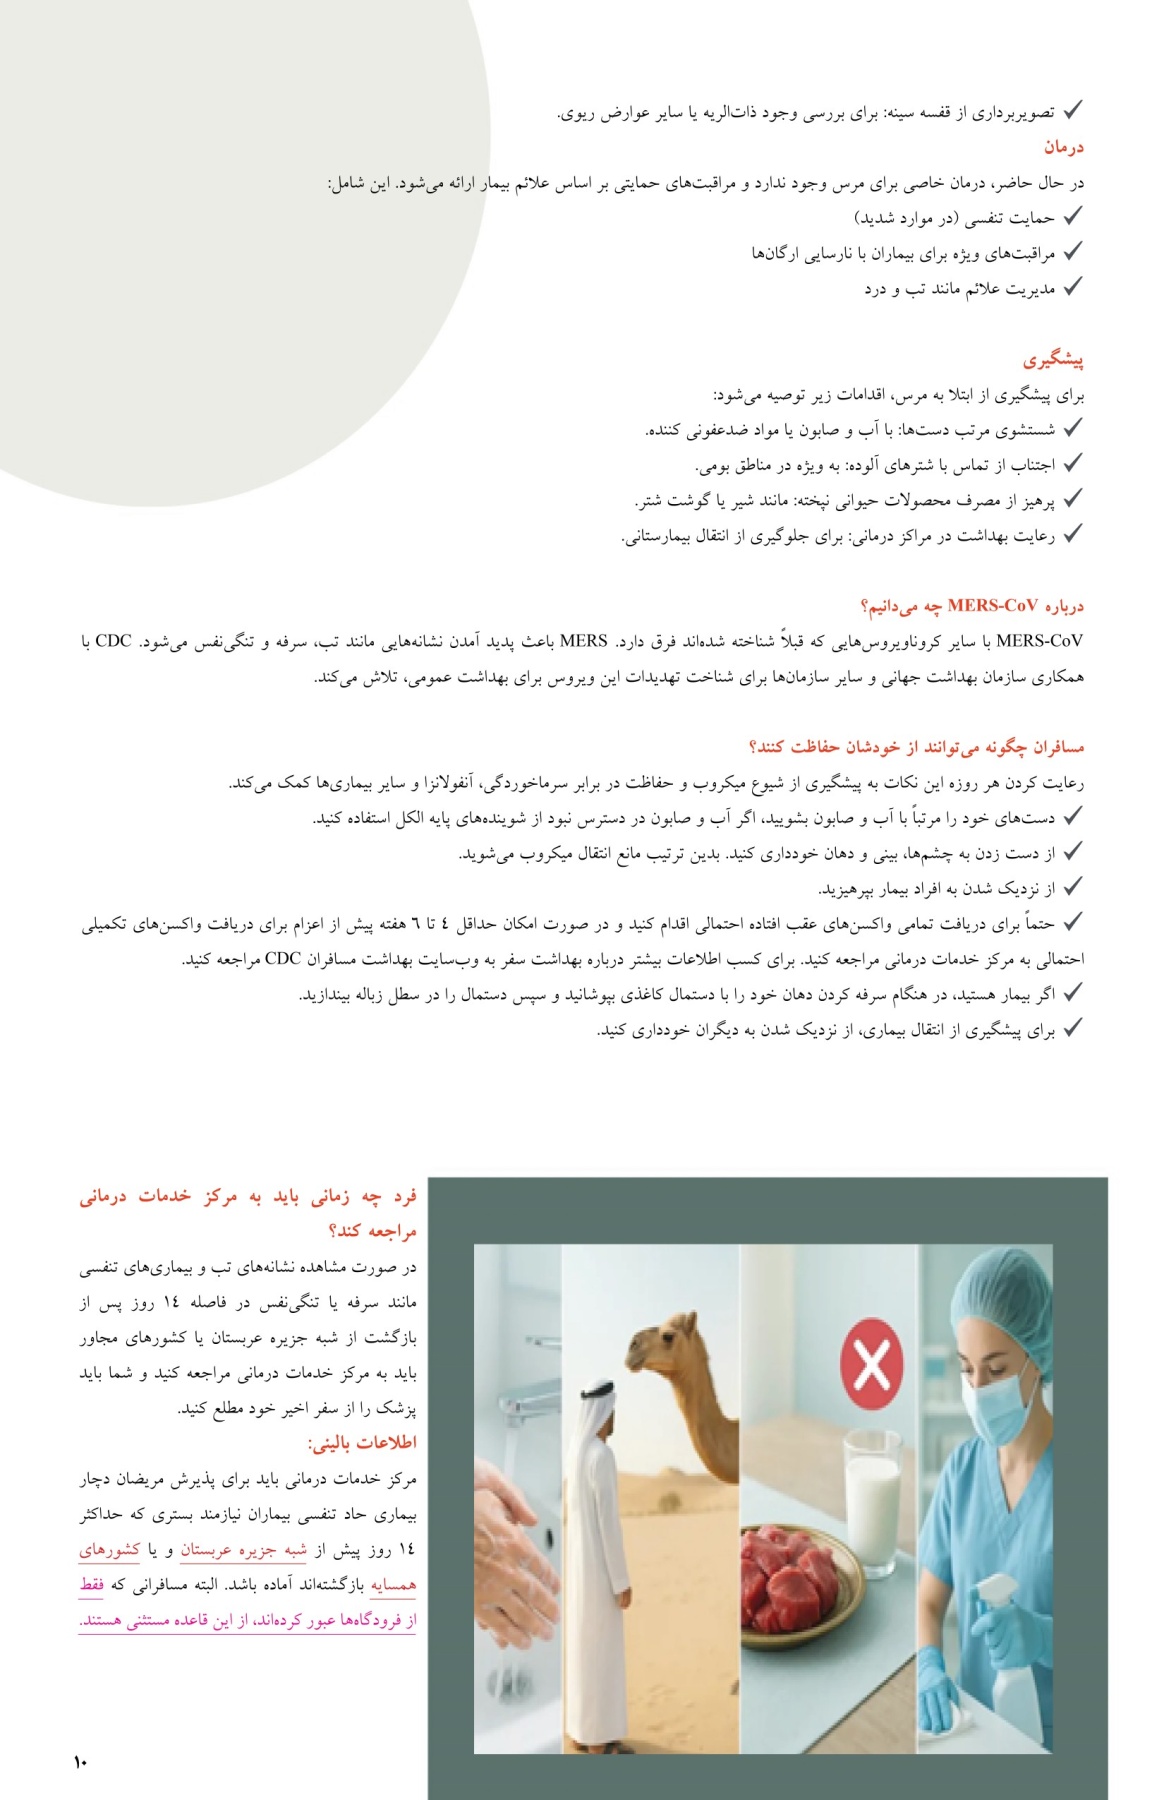 ✓ تصویربرداری از قفسه سینه: برای بررسی وجود ذات‌الریه یا سایر عوارض ریوی.
درمان
در حال حاضر، درمان خاصی برای مرس وجود ندارد و مراقبت‌های حمایتی بر اساس علائم بیمار ارائه می‌شود. این شامل:
✓ حمایت تنفسی (در موارد شدید)
✓ مراقبت‌های ویژه برای بیماران با نارسایی ارگان‌ها
✓ مدیریت علائم مانند تب و درد
پیشگیری
برای پیشگیری از ابتلا به مرس، اقدامات زیر توصیه می‌شود:
✓ شستشوی مرتب دست‌ها: با آب و صابون یا مواد ضدعفونی کننده.
✓ اجتناب از تماس با شترهای آلوده: به ویژه در مناطق بومی.
✓ پرهیز از مصرف محصولات حیوانی نپخته: مانند شیر یا گوشت شتر.
✓ رعایت بهداشت در مراکز درمانی: برای جلوگیری از انتقال بیمارستانی.
درباره MERS-CoV چه می‌دانیم؟
MERS-CoV با سایر کروناویروس‌هایی که قبلاً شناخته شده‌اند فرق دارد. MERS باعث پدید آمدن نشانه‌هایی مانند تب، سرفه و تنگی‌نفس می‌شود. CDC با
همکاری سازمان بهداشت جهانی و سایر سازمان‌ها برای شناخت تهدیدات این ویروس برای بهداشت عمومی، تلاش می‌کند.
مسافران چگونه می‌توانند از خودشان حفاظت کنند؟
رعایت کردن هر روزه این نکات به پیشگیری از شیوع میکروب و حفاظت در برابر سرماخوردگی، آنفولانزا و سایر بیماری‌ها کمک می‌کند.
✓ دست‌های خود را مرتباً با آب و صابون بشویید، اگر آب و صابون در دسترس نبود از شوینده‌های پایه الکل استفاده کنید.
✓ از دست زدن به چشم‌ها، بینی و دهان خودداری کنید. بدین ترتیب مانع انتقال میکروب می‌شوید.
✓ از نزدیک شدن به افراد بیمار بپرهیزید.
✓ حتماً برای دریافت تمامی واکسن‌های عقب افتاده احتمالی اقدام کنید و در صورت امکان حداقل ٤ تا ٦ هفته پیش از اعزام برای دریافت واکسن‌های تکمیلی
احتمالی به مرکز خدمات درمانی مراجعه کنید. برای کسب اطلاعات بیشتر درباره بهداشت سفر به وب‌سایت بهداشت مسافران CDC مراجعه کنید.
✓ اگر بیمار هستید، در هنگام سرفه کردن دهان خود را با دستمال کاغذی بپوشانید و سپس دستمال را در سطل زباله بیندازید.
✓ برای پیشگیری از انتقال بیماری، از نزدیک شدن به دیگران خودداری کنید.
فرد چه زمانی باید به مرکز خدمات درمانی
مراجعه کند؟
در صورت مشاهده نشانه‌های تب و بیماری‌های تنفسی
مانند سرفه یا تنگی‌نفس در فاصله ١٤ روز پس از
بازگشت از شبه جزیره عربستان یا کشورهای مجاور
باید به مرکز خدمات درمانی مراجعه کنید و شما باید
پزشک را از سفر اخیر خود مطلع کنید.
اطلاعات بالینی:
مرکز خدمات درمانی باید برای پذیرش مریضان دچار
بیماری حاد تنفسی بیماران نیازمند بستری که حداکثر
١٤ روز پیش از شبه جزیره عربستان و یا کشورهای
همسایه بازگشته‌اند آماده باشد. البته مسافرانی که فقط
از فرودگاه‌ها عبور کرده‌اند، از این قاعده مستثنی هستند.
١٠